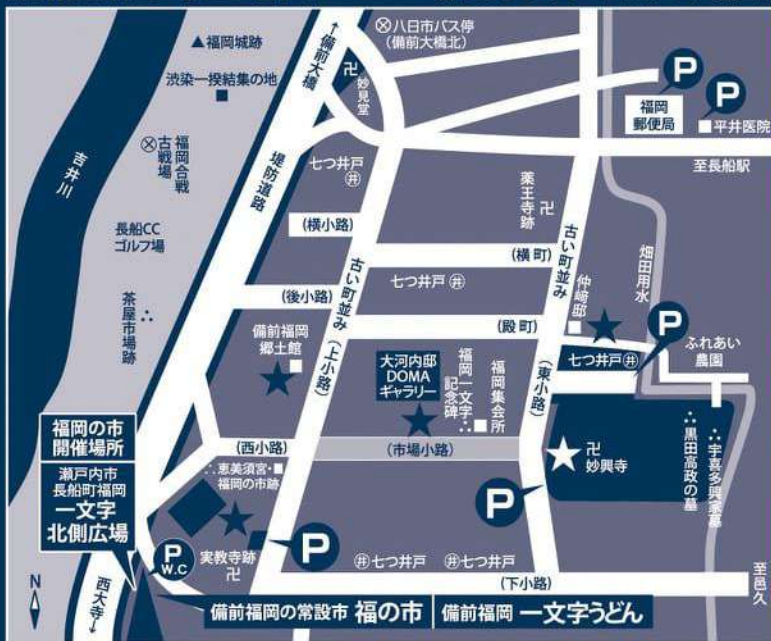 ▲福岡城跡
渋染一揆結集の地
福岡合戦
古戦場
吉井川
長船CC
ゴルフ場
茶屋市場跡
↑備前大橋
堤防道路
八日市バス停
(備前大橋北)
卍
妙見堂
P
福岡
郵便局
P
平井医院
至長船駅
七つ井戸 井
薬王寺跡 卍
(横小路)
古い町並み(上小路)
(横町)
古い町並み
(東小路)
七つ井戸 井
(後小路)
(殿町)
仲﨑邸
畑田用水
P
ふれあい
農園
七つ井戸 井
備前福岡
郷土館
大河内邸
DOMA
ギャラリー
福岡一文字
記念碑
福岡集会所
(西小路)
(市場小路)
卍
妙興寺
黒田高政の墓
宇喜多興家墓
福岡の市
開催場所
瀬戸内市
長船町福岡
一文字
北側広場
恵美須宮・
福岡の市跡
P
W.C
実教寺跡
卍
P
P
井 七つ井戸
井 七つ井戸
(下小路)
至邑久
N
西大寺↓
備前福岡の常設市 福の市
備前福岡 一文字うどん